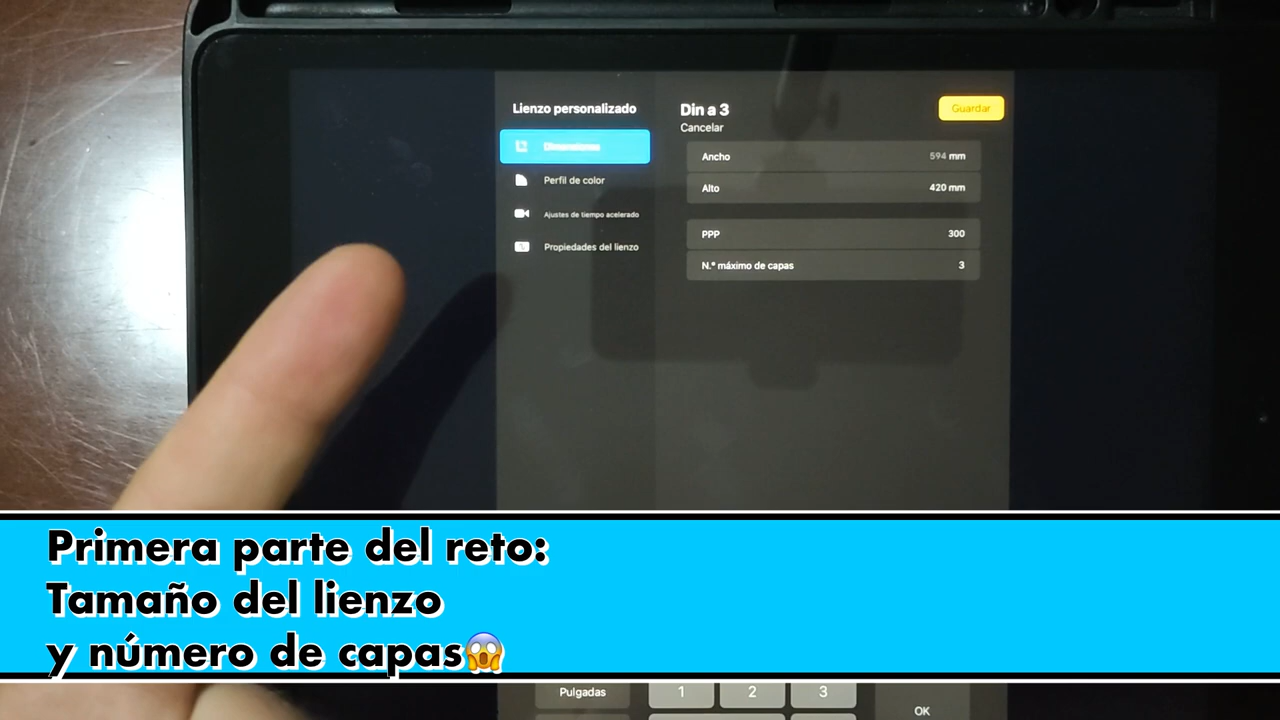 Lienzo personalizado
Dimensiones
Perfil de color
Ajustes de tiempo acelerado
Propiedades del lienzo
Din a 3
Cancelar
Guardar
Ancho 594 mm
Alto 420 mm
PPP 300
N.º máximo de capas 3
Primera parte del reto:
Tamaño del lienzo
y número de capas😱
Pulgadas 1 2 3
OK